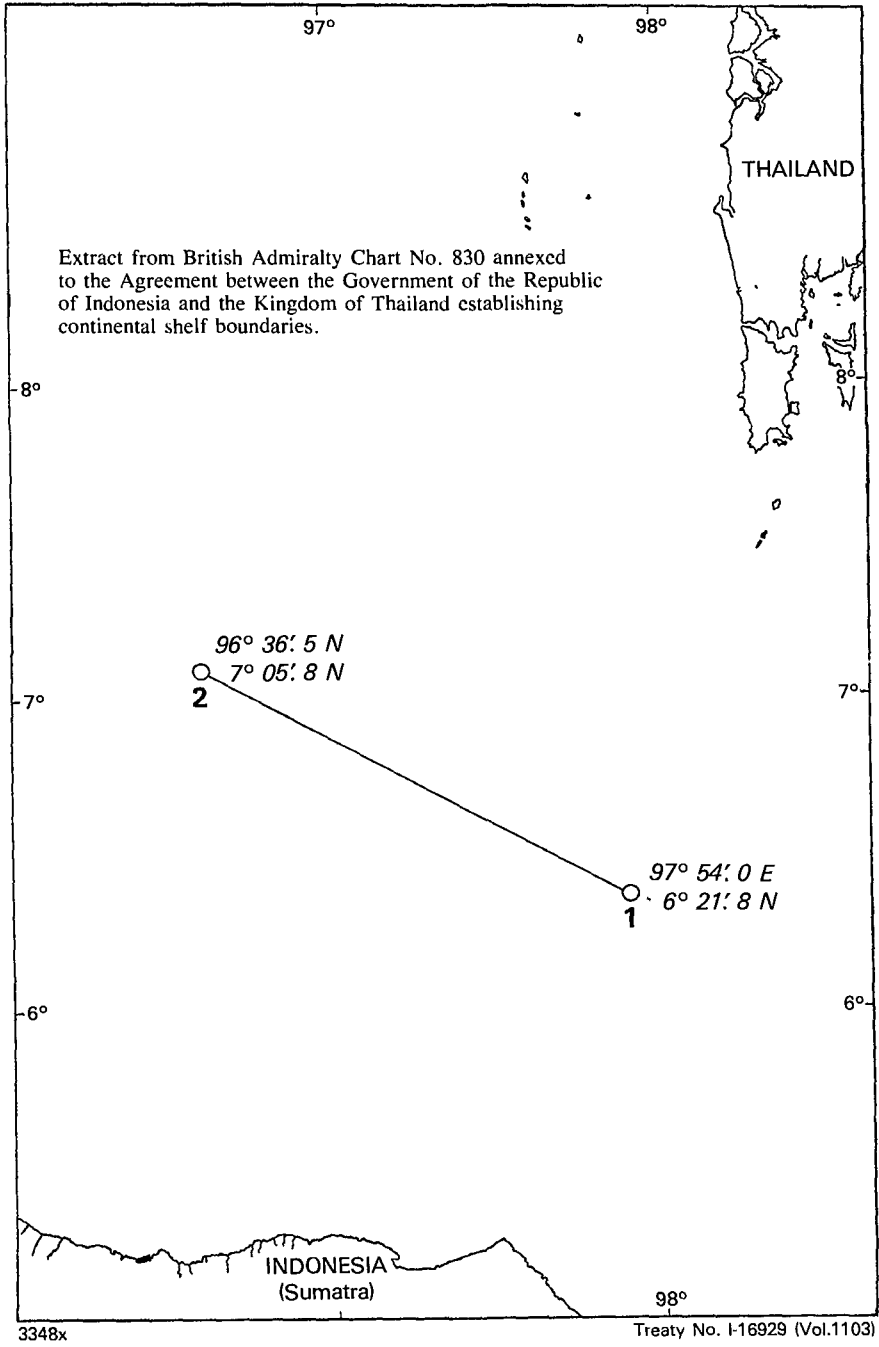 97°
98°
THAILAND
Extract from British Admiralty Chart No. 830 annexed
to the Agreement between the Government of the Republic
of Indonesia and the Kingdom of Thailand establishing
continental shelf boundaries.
8°
8°
96° 36'. 5 N
7° 05'. 8 N
2
7°
7°
97° 54'. 0 E
6° 21'. 8 N
1
6°
6°
INDONESIA
(Sumatra)
98°
3348x
Treaty No. I-16929 (Vol.1103)